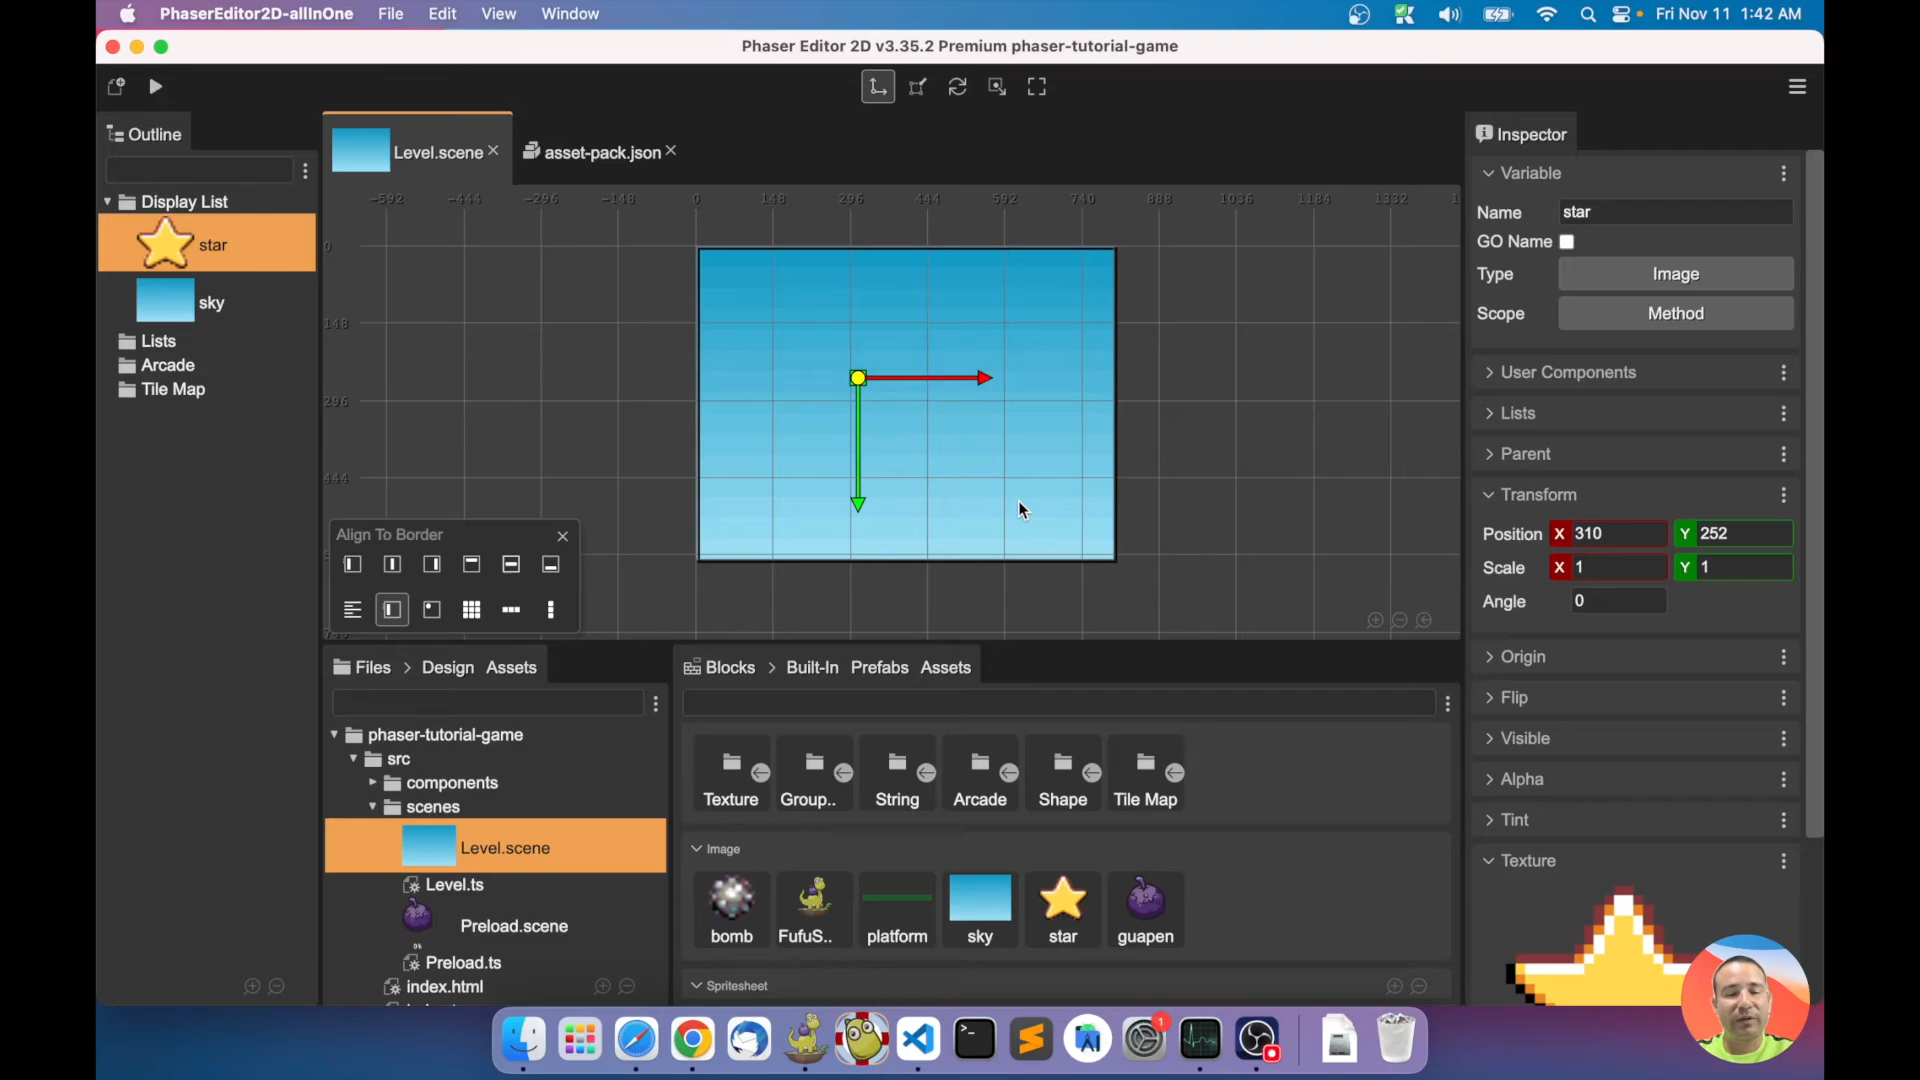 PhaserEditor2D-allInOne File Edit View Window Fri Nov 11 1:42 AM
Phaser Editor 2D v3.35.2 Premium phaser-tutorial-game
Outline
Level.scene
asset-pack.json
Inspector
Display List
star
sky
Lists
Arcade
Tile Map
-592 -444 -296 -148 0 148 296 444 592 740 888 1036 1184 1332 1
0
148
296
444
Align To Border
Variable
Name star
GO Name
Type Image
Scope Method
User Components
Lists
Parent
Transform
Position X 310 Y 252
Scale X 1 Y 1
Angle 0
Origin
Flip
Visible
Alpha
Tint
Texture
Files > Design Assets
phaser-tutorial-game
src
components
scenes
Level.scene
Level.ts
Preload.scene
Preload.ts
index.html
Blocks > Built-In Prefabs Assets
Texture Group.. String Arcade Shape Tile Map
Image
bomb FufuS.. platform sky star guapen
Spritesheet
1